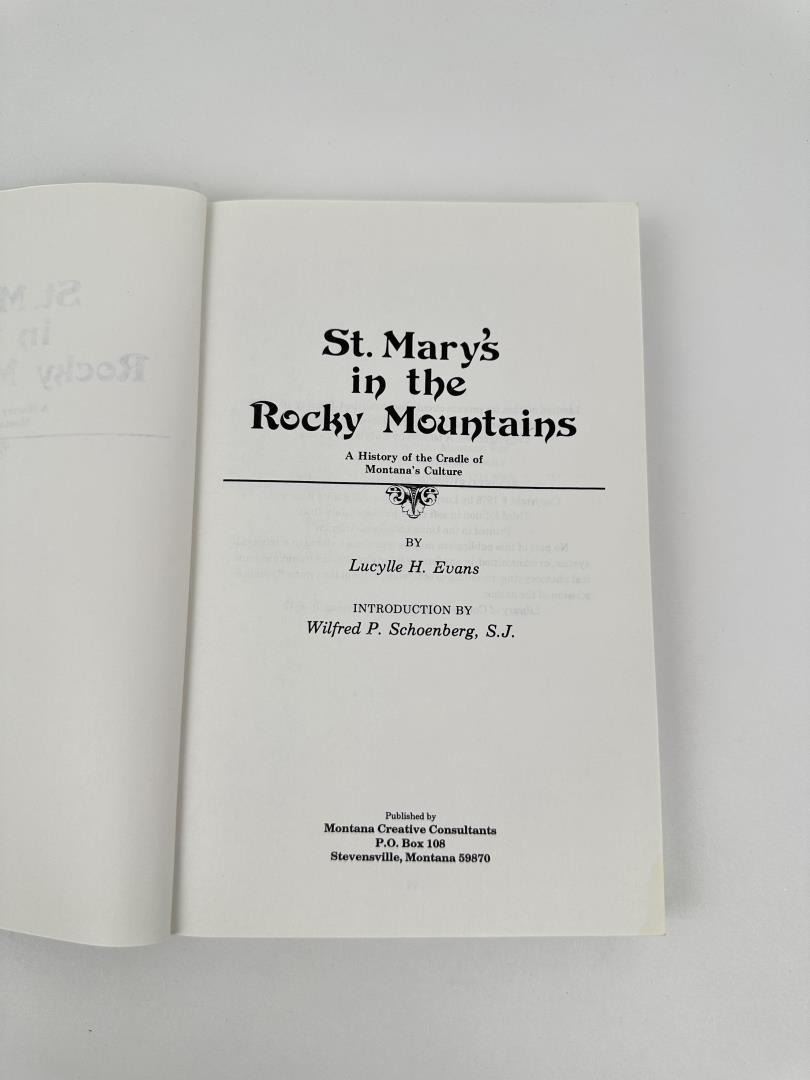 St. Mary's
in the
Rocky Mountains
A History of the Cradle of
Montana's Culture
BY
Lucylle H. Evans
INTRODUCTION BY
Wilfred P. Schoenberg, S.J.
Published by
Montana Creative Consultants
P.O. Box 108
Stevensville, Montana 59870